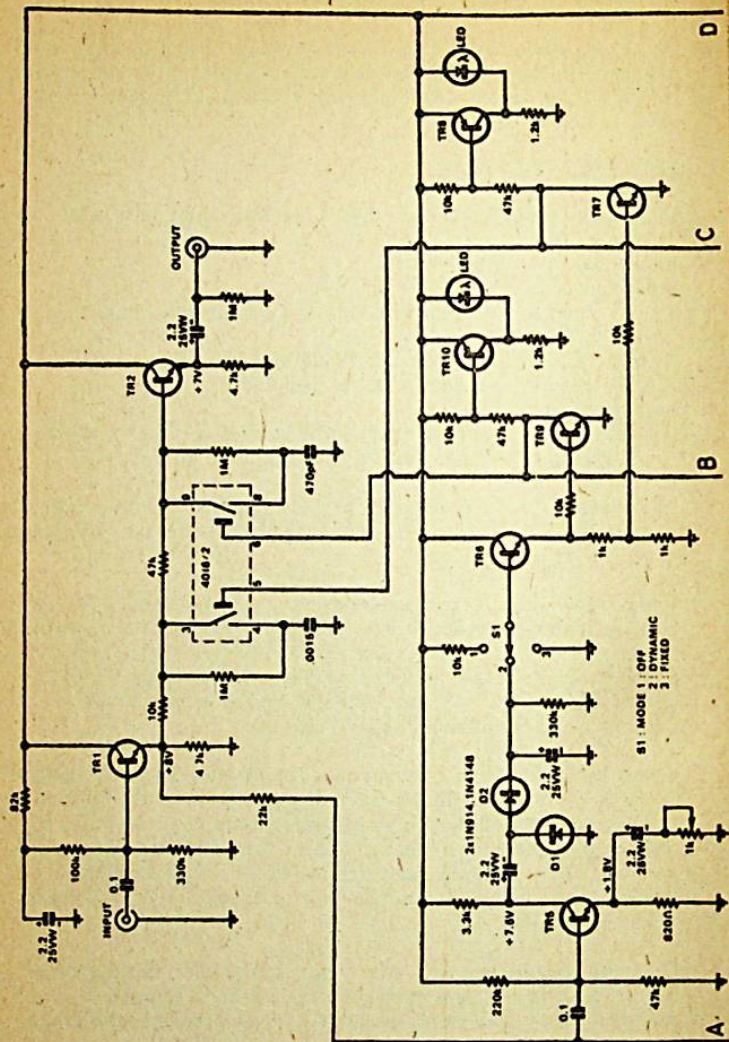 2.2
25VW
INPUT
0.1
100k
330k
82k
TR1
+8V
4.7k
22k
10k
1M
.0015
3
4
4016/2
5
6
9
8
47k
1M
470pf
TR2
+7V
4.7k
2.2
25VW
1M
OUTPUT
0.1
220k
47k
3.3k
+7.6V
TR5
820Ω
+1.8V
2.2
25VW
1k
2.2
25VW
D1
D2
2x1N914,1N4148
2.2
25VW
330k
10k
1
2
3
S1
S1 : MODE 1 : OFF
2 : DYNAMIC
3 : FIXED
TR6
1k
1k
10k
TR9
10k
47k
TR10
LED
1.2k
10k
TR7
10k
47k
TR8
LED
1.2k
A
B
C
D